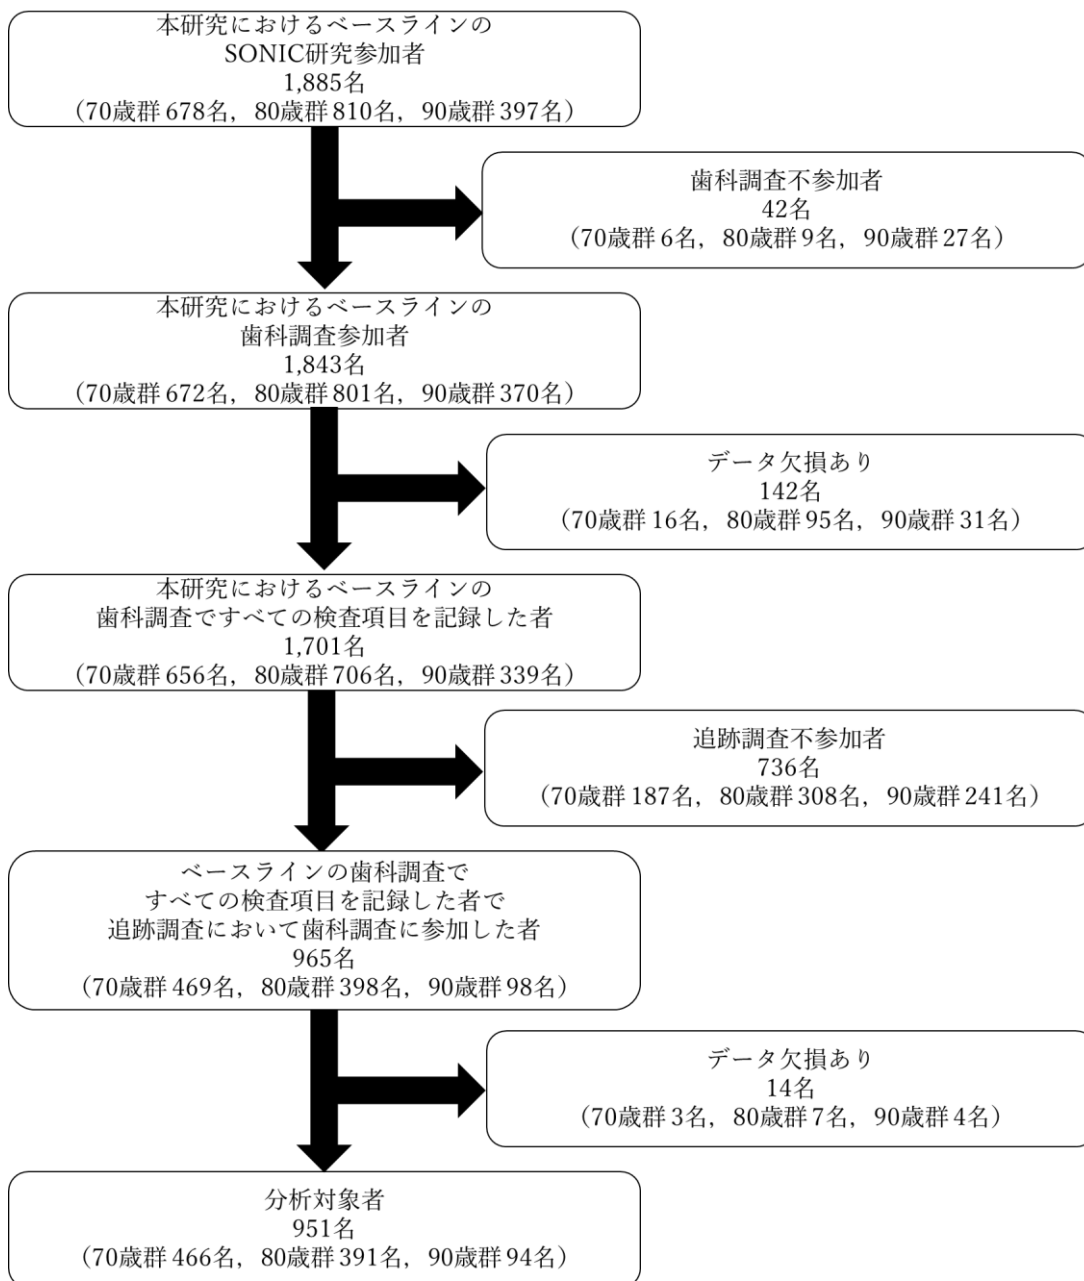 本研究におけるベースラインの
SONIC研究参加者
1,885名
（70歳群 678名，80歳群 810名，90歳群 397名）
歯科調査不参加者
42名
（70歳群 6名，80歳群 9名，90歳群 27名）
本研究におけるベースラインの
歯科調査参加者
1,843名
（70歳群 672名，80歳群 801名，90歳群 370名）
データ欠損あり
142名
（70歳群 16名，80歳群 95名，90歳群 31名）
本研究におけるベースラインの
歯科調査ですべての検査項目を記録した者
1,701名
（70歳群 656名，80歳群 706名，90歳群 339名）
追跡調査不参加者
736名
（70歳群 187名，80歳群 308名，90歳群 241名）
ベースラインの歯科調査で
すべての検査項目を記録した者で
追跡調査において歯科調査に参加した者
965名
（70歳群 469名，80歳群 398名，90歳群 98名）
データ欠損あり
14名
（70歳群 3名，80歳群 7名，90歳群 4名）
分析対象者
951名
（70歳群 466名，80歳群 391名，90歳群 94名）